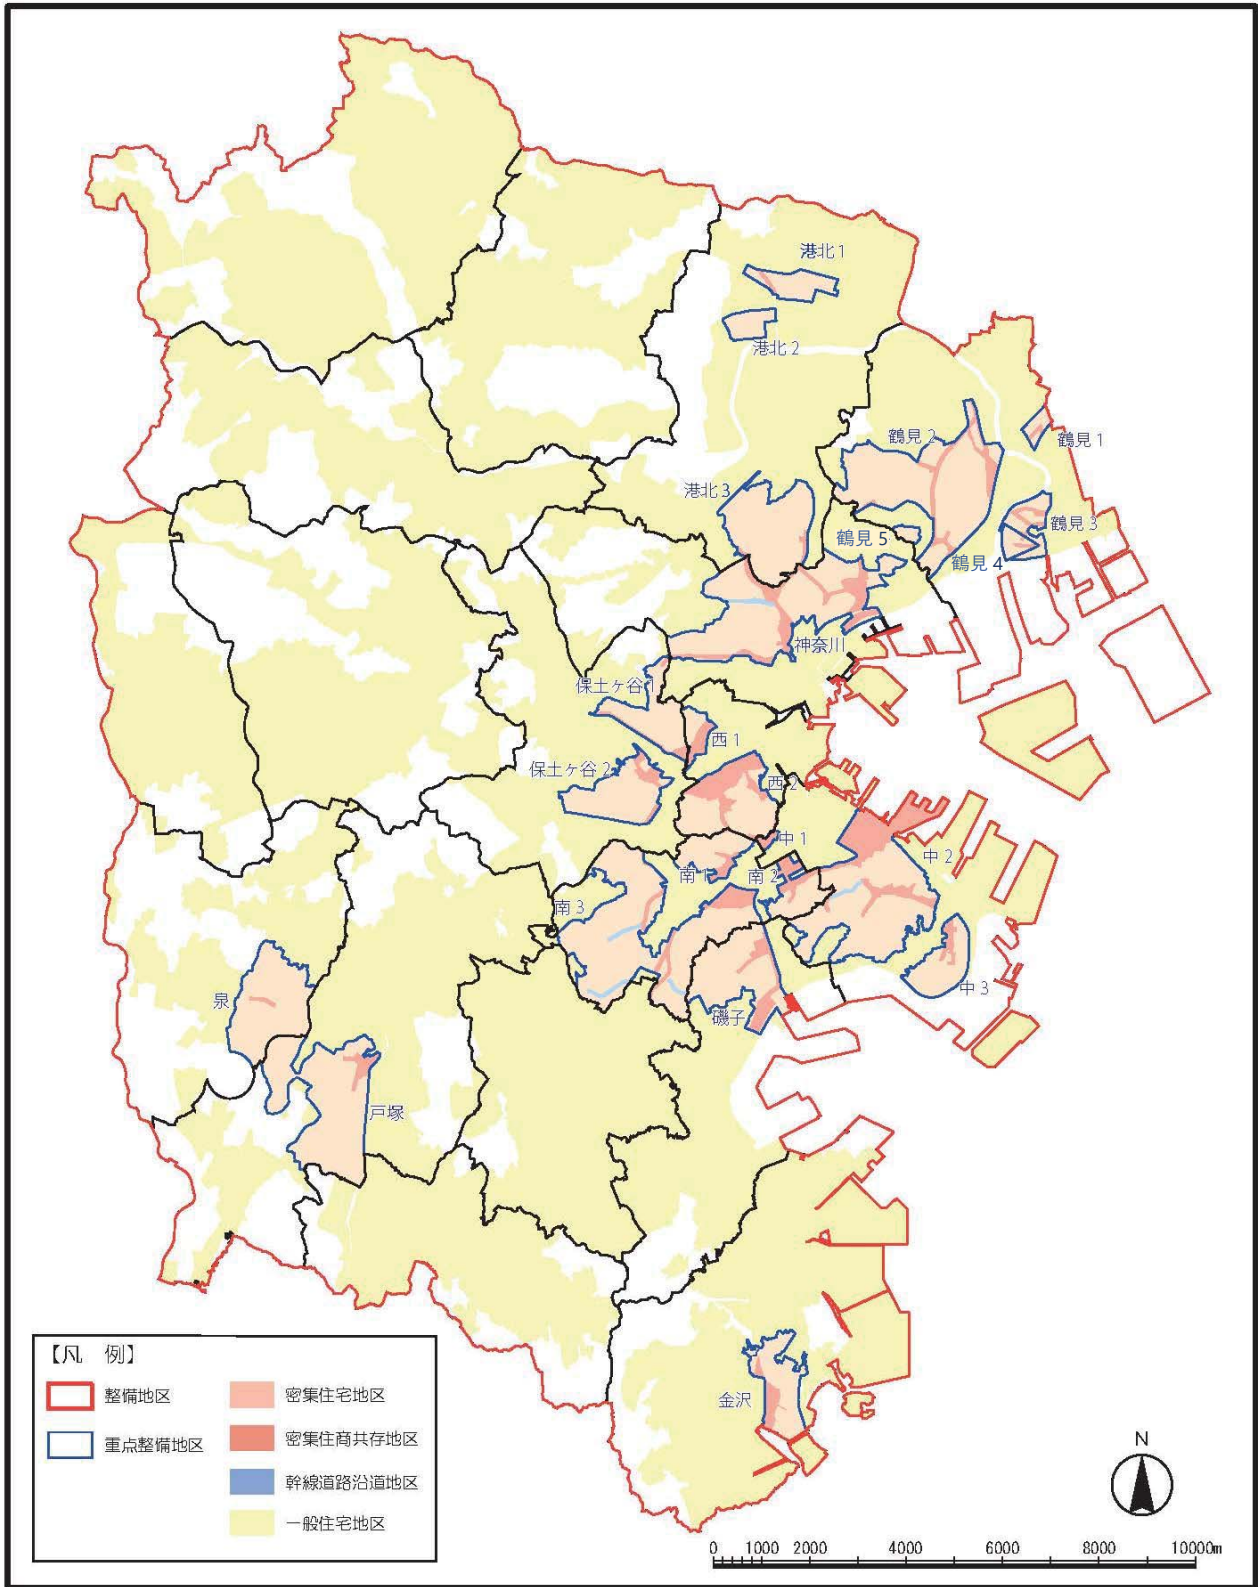 港北1
港北2
鶴見2
鶴見1
港北3
鶴見3
鶴見5
鶴見4
神奈川
保土ヶ谷1
西1
保土ヶ谷2
西2
中1
中2
南1
南2
南3
中3
泉
磯子
戸塚
金沢
【凡 例】
整備地区
重点整備地区
密集住宅地区
密集住商共存地区
幹線道路沿道地区
一般住宅地区
N
0 1000 2000 4000 6000 8000 10000m